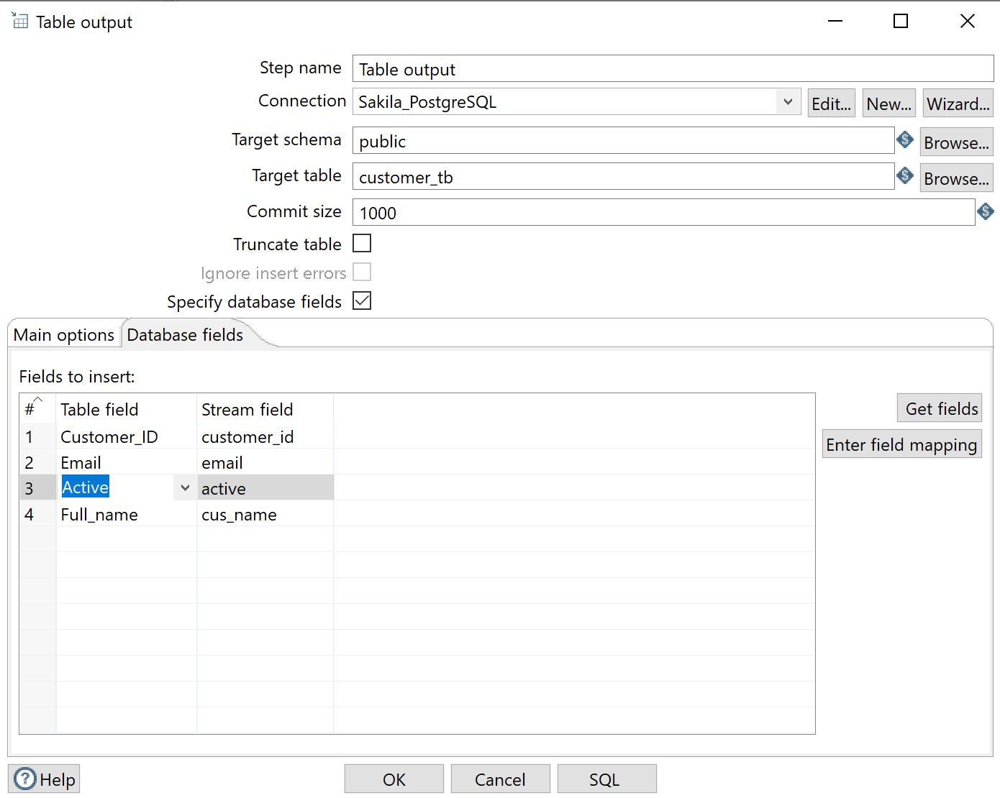 Table output
Step name Table output
Connection Sakila_PostgreSQL Edit... New... Wizard...
Target schema public Browse...
Target table customer_tb Browse...
Commit size 1000
Truncate table
Ignore insert errors
Specify database fields
Main options Database fields
Fields to insert:
# Table field Stream field Get fields
1 Customer_ID customer_id Enter field mapping
2 Email email
3 Active active
4 Full_name cus_name
Help OK Cancel SQL